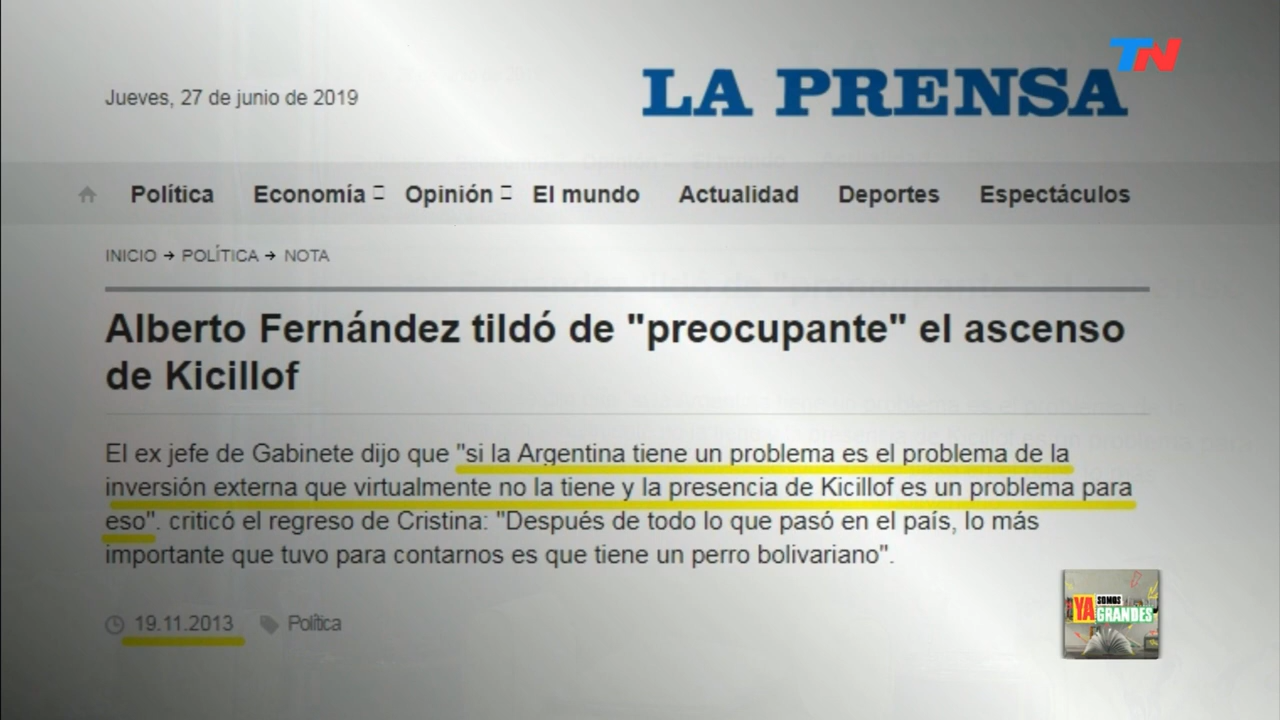 TN
Jueves, 27 de junio de 2019
LA PRENSA
Política Economía Opinión El mundo Actualidad Deportes Espectáculos
INICIO → POLÍTICA → NOTA
Alberto Fernández tildó de "preocupante" el ascenso
de Kicillof
El ex jefe de Gabinete dijo que "si la Argentina tiene un problema es el problema de la
inversión externa que virtualmente no la tiene y la presencia de Kicillof es un problema para
eso". criticó el regreso de Cristina: "Después de todo lo que pasó en el país, lo más
importante que tuvo para contarnos es que tiene un perro bolivariano".
19.11.2013 Política
YA SOMOS GRANDES